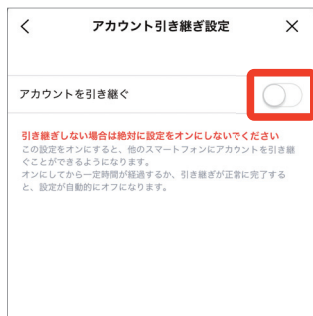 アカウント引き継ぎ設定
アカウントを引き継ぐ
引き継ぎしない場合は絶対に設定をオンにしないでください
この設定をオンにすると、他のスマートフォンにアカウントを引き継
ぐことができるようになります。
オンにしてから一定時間が経過するか、引き継ぎが正常に完了する
と、設定が自動的にオフになります。